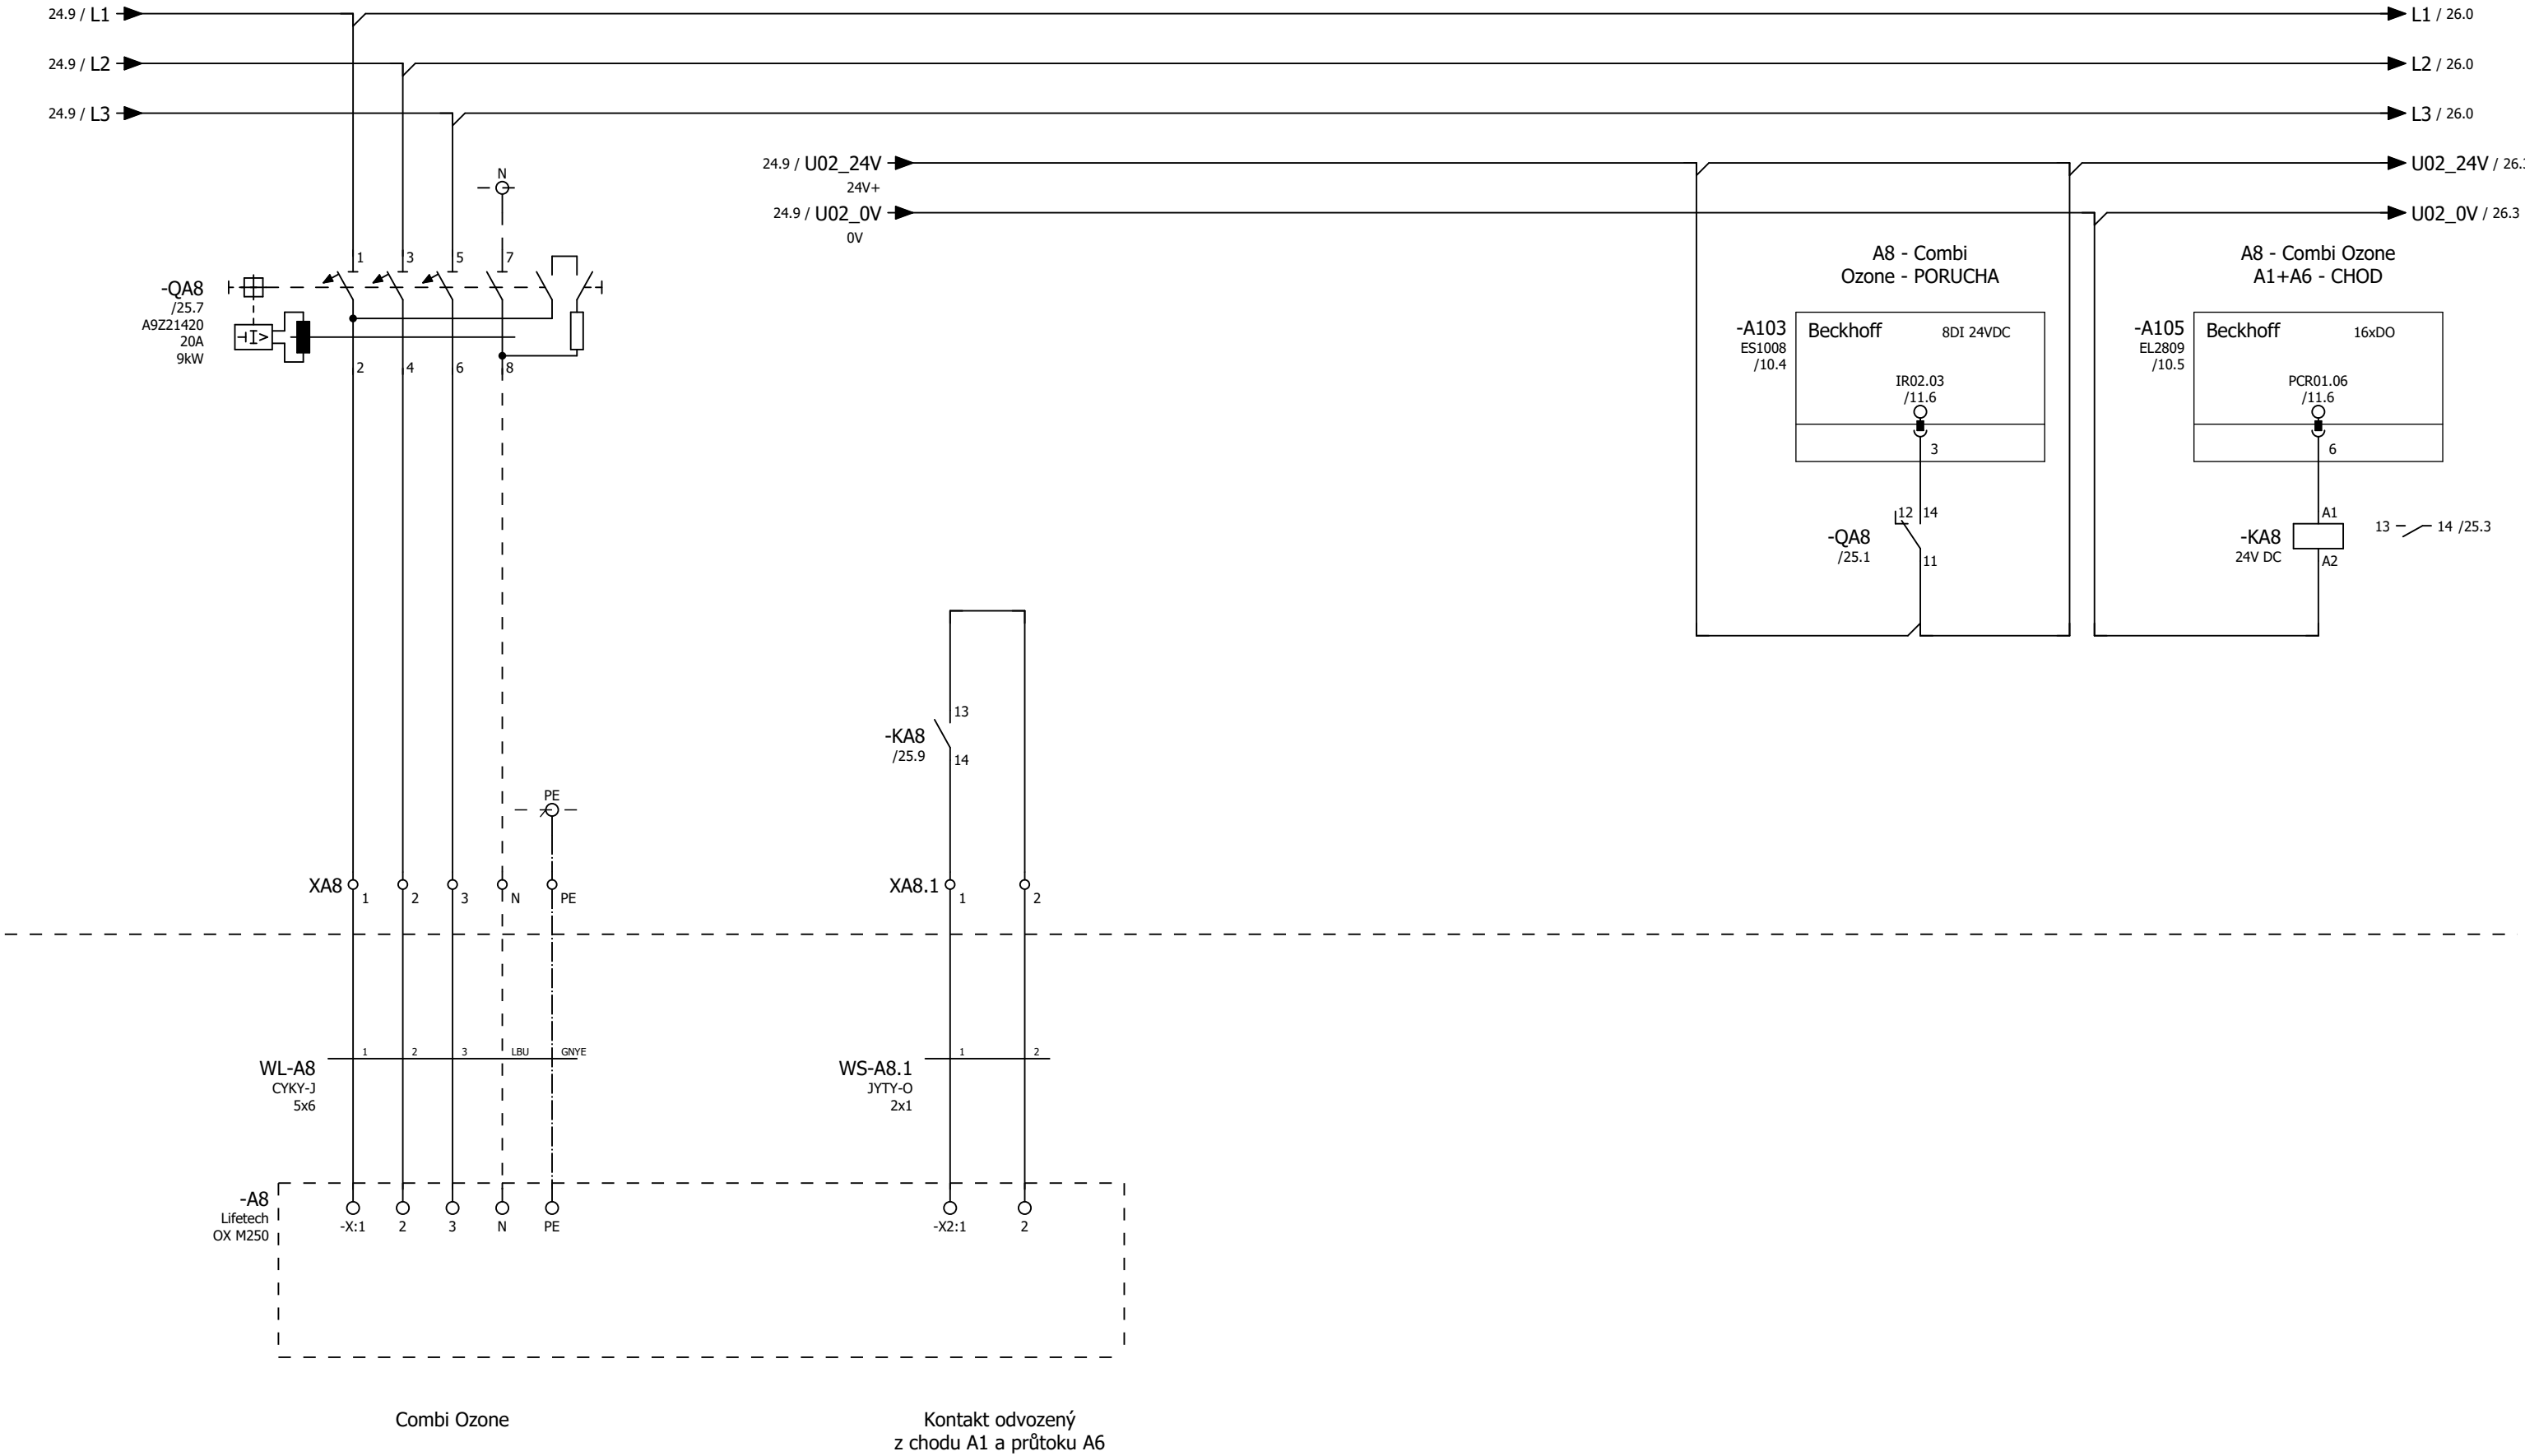 24.9 / L1
L1 / 26.0
24.9 / L2
L2 / 26.0
24.9 / L3
L3 / 26.0
24.9 / U02_24V
24V+
U02_24V / 26.3
24.9 / U02_0V
0V
U02_0V / 26.3
N
1 3 5 7
-QA8
/25.7
A9Z21420
20A
9kW
I>
2 4 6 8
A8 - Combi
Ozone - PORUCHA
-A103
ES1008
/10.4
Beckhoff 8DI 24VDC
IR02.03
/11.6
3
12 14
-QA8
/25.1
11
A8 - Combi Ozone
A1+A6 - CHOD
-A105
EL2809
/10.5
Beckhoff 16xDO
PCR01.06
/11.6
6
A1
-KA8
24V DC
A2
13 14 /25.3
13
-KA8
/25.9
14
PE
XA8 1 2 3 N PE
XA8.1 1 2
WL-A8
CYKY-J
5x6
1 2 3 LBU GNYE
WS-A8.1
JYTY-O
2x1
1 2
-A8
Lifetech
OX M250
-X:1 2 3 N PE
-X2:1 2
Combi Ozone
Kontakt odvozený
z chodu A1 a průtoku A6